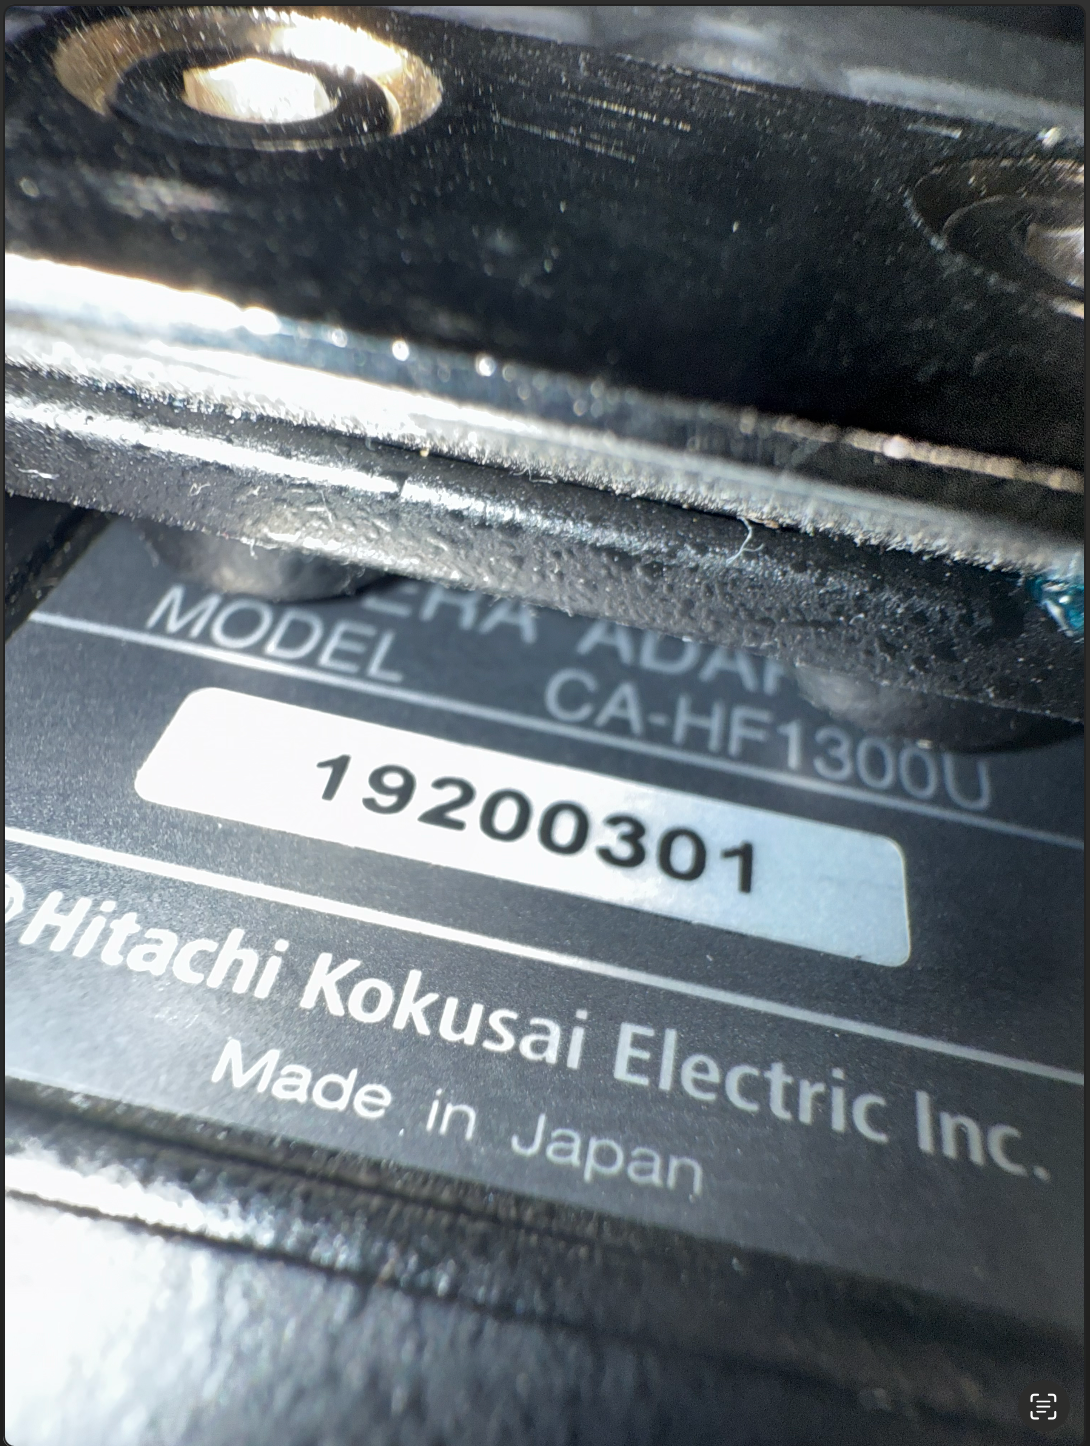 MODEL CA-HF1300U
19200301
Hitachi Kokusai Electric Inc.
Made in Japan